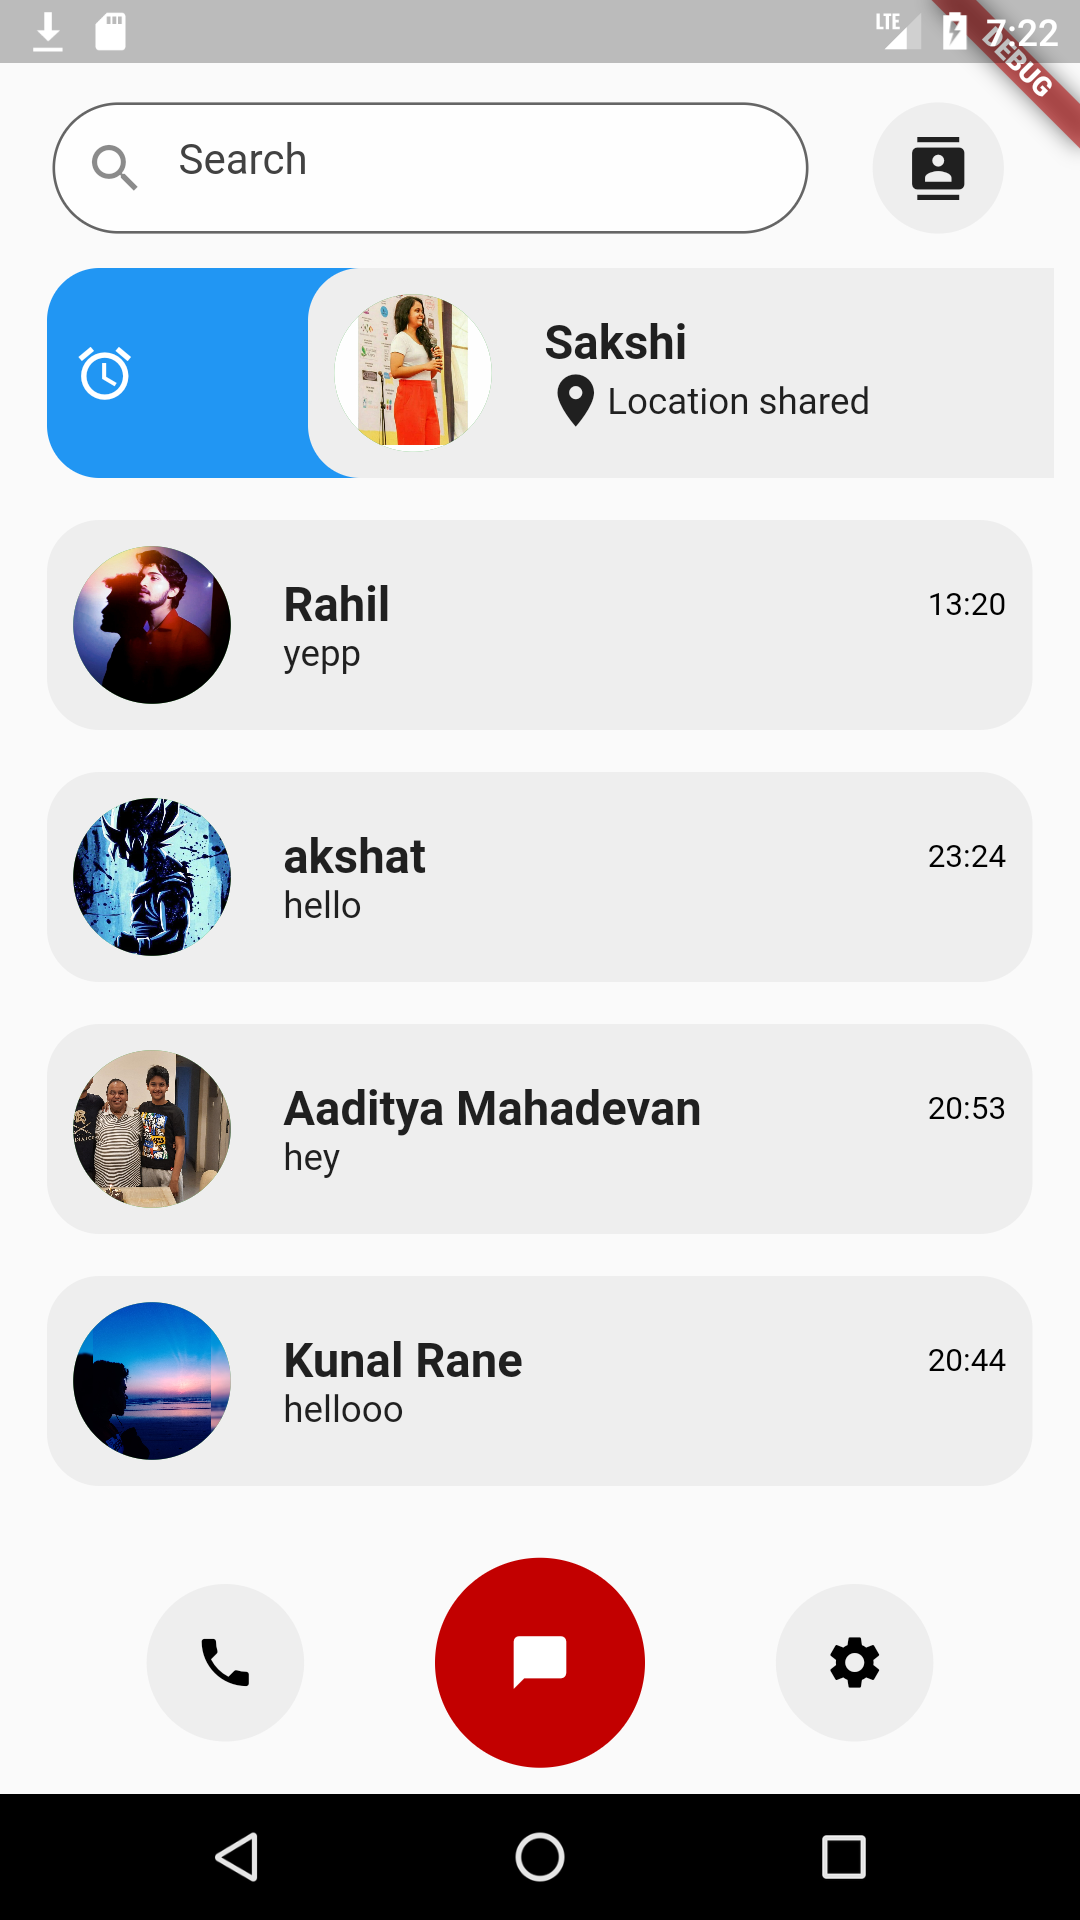 LTE 7:22
DEBUG
Search
Sakshi
Location shared
Rahil 13:20
yepp
akshat 23:24
hello
Aaditya Mahadevan 20:53
hey
Kunal Rane 20:44
hellooo